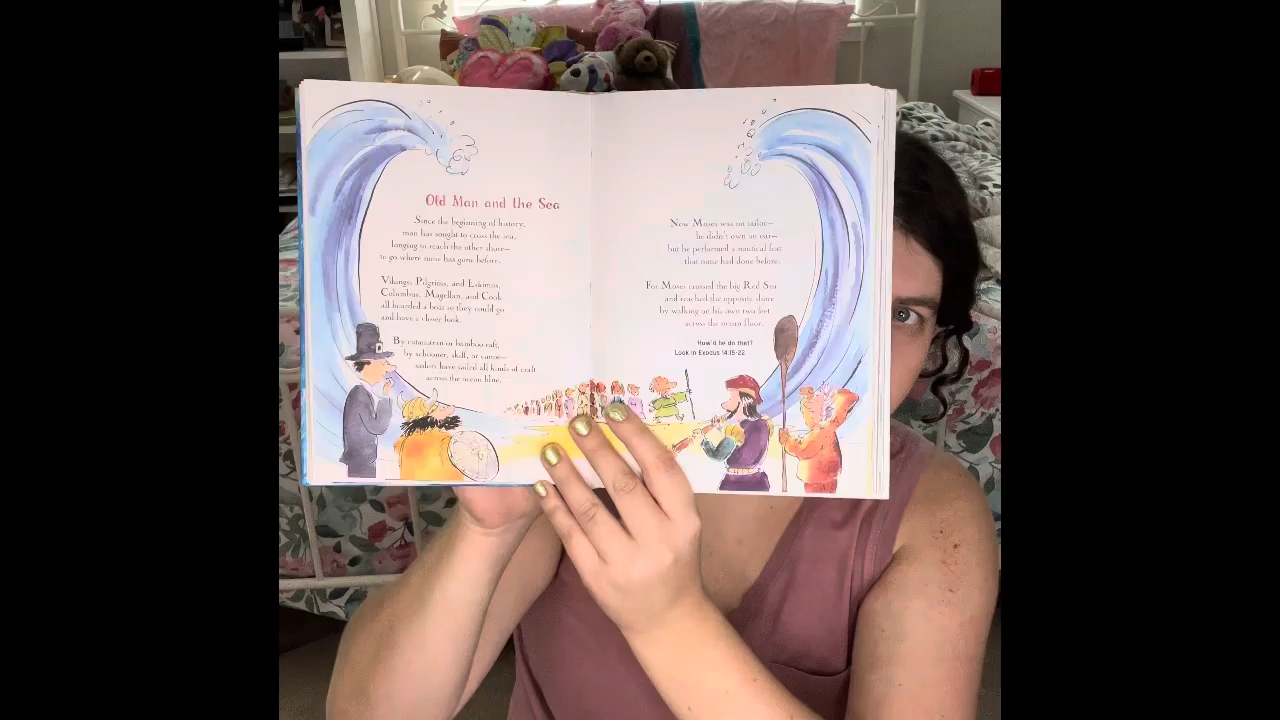 Old Man and the Sea
Since the beginning of history,
man has sought to cross the sea,
longing to reach the other shore—
to go where none has gone before.
Vikings, Pilgrims, and Eskimos,
Columbus, Magellan, and Cook
all boarded a boat so they could go
and have a closer look.
By catamaran or bamboo raft,
by schooner, skiff, or canoe—
sailors have sailed all kinds of craft
across the ocean blue.
Now Moses was no sailor—
he didn't own an oar—
but he performed a nautical feat
that none had done before.
For Moses crossed the big Red Sea
and reached the opposite shore
by walking on his own two feet
across the ocean floor.
How'd he do that?
Look in Exodus 14:15-22